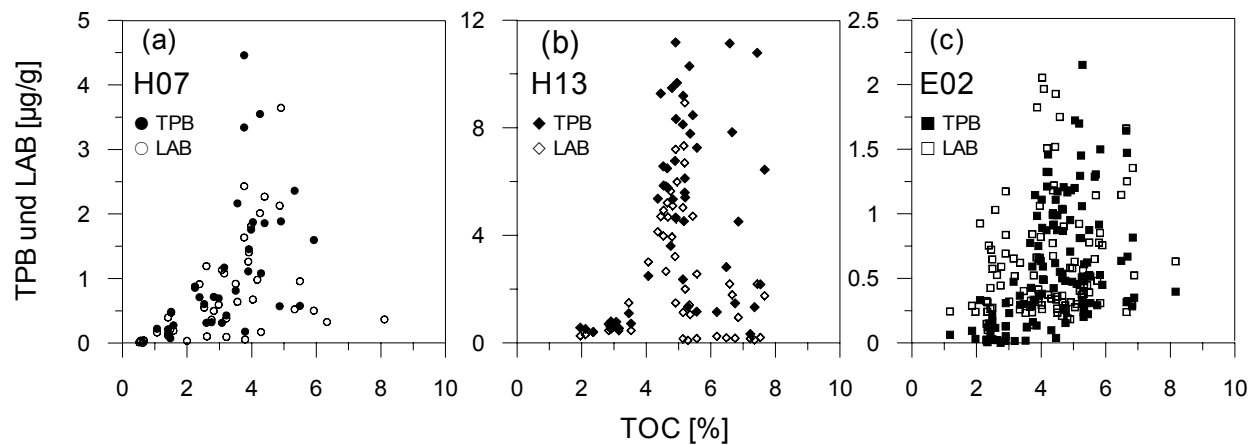 (a)
H07
TPB
LAB
5
4
3
2
1
0
0 2 4 6 8 10
(b)
H13
TPB
LAB
12
8
4
0
0 2 4 6 8 10
(c)
E02
TPB
LAB
2.5
2
1.5
1
0.5
0
0 2 4 6 8 10
TPB und LAB [µg/g]
TOC [%]